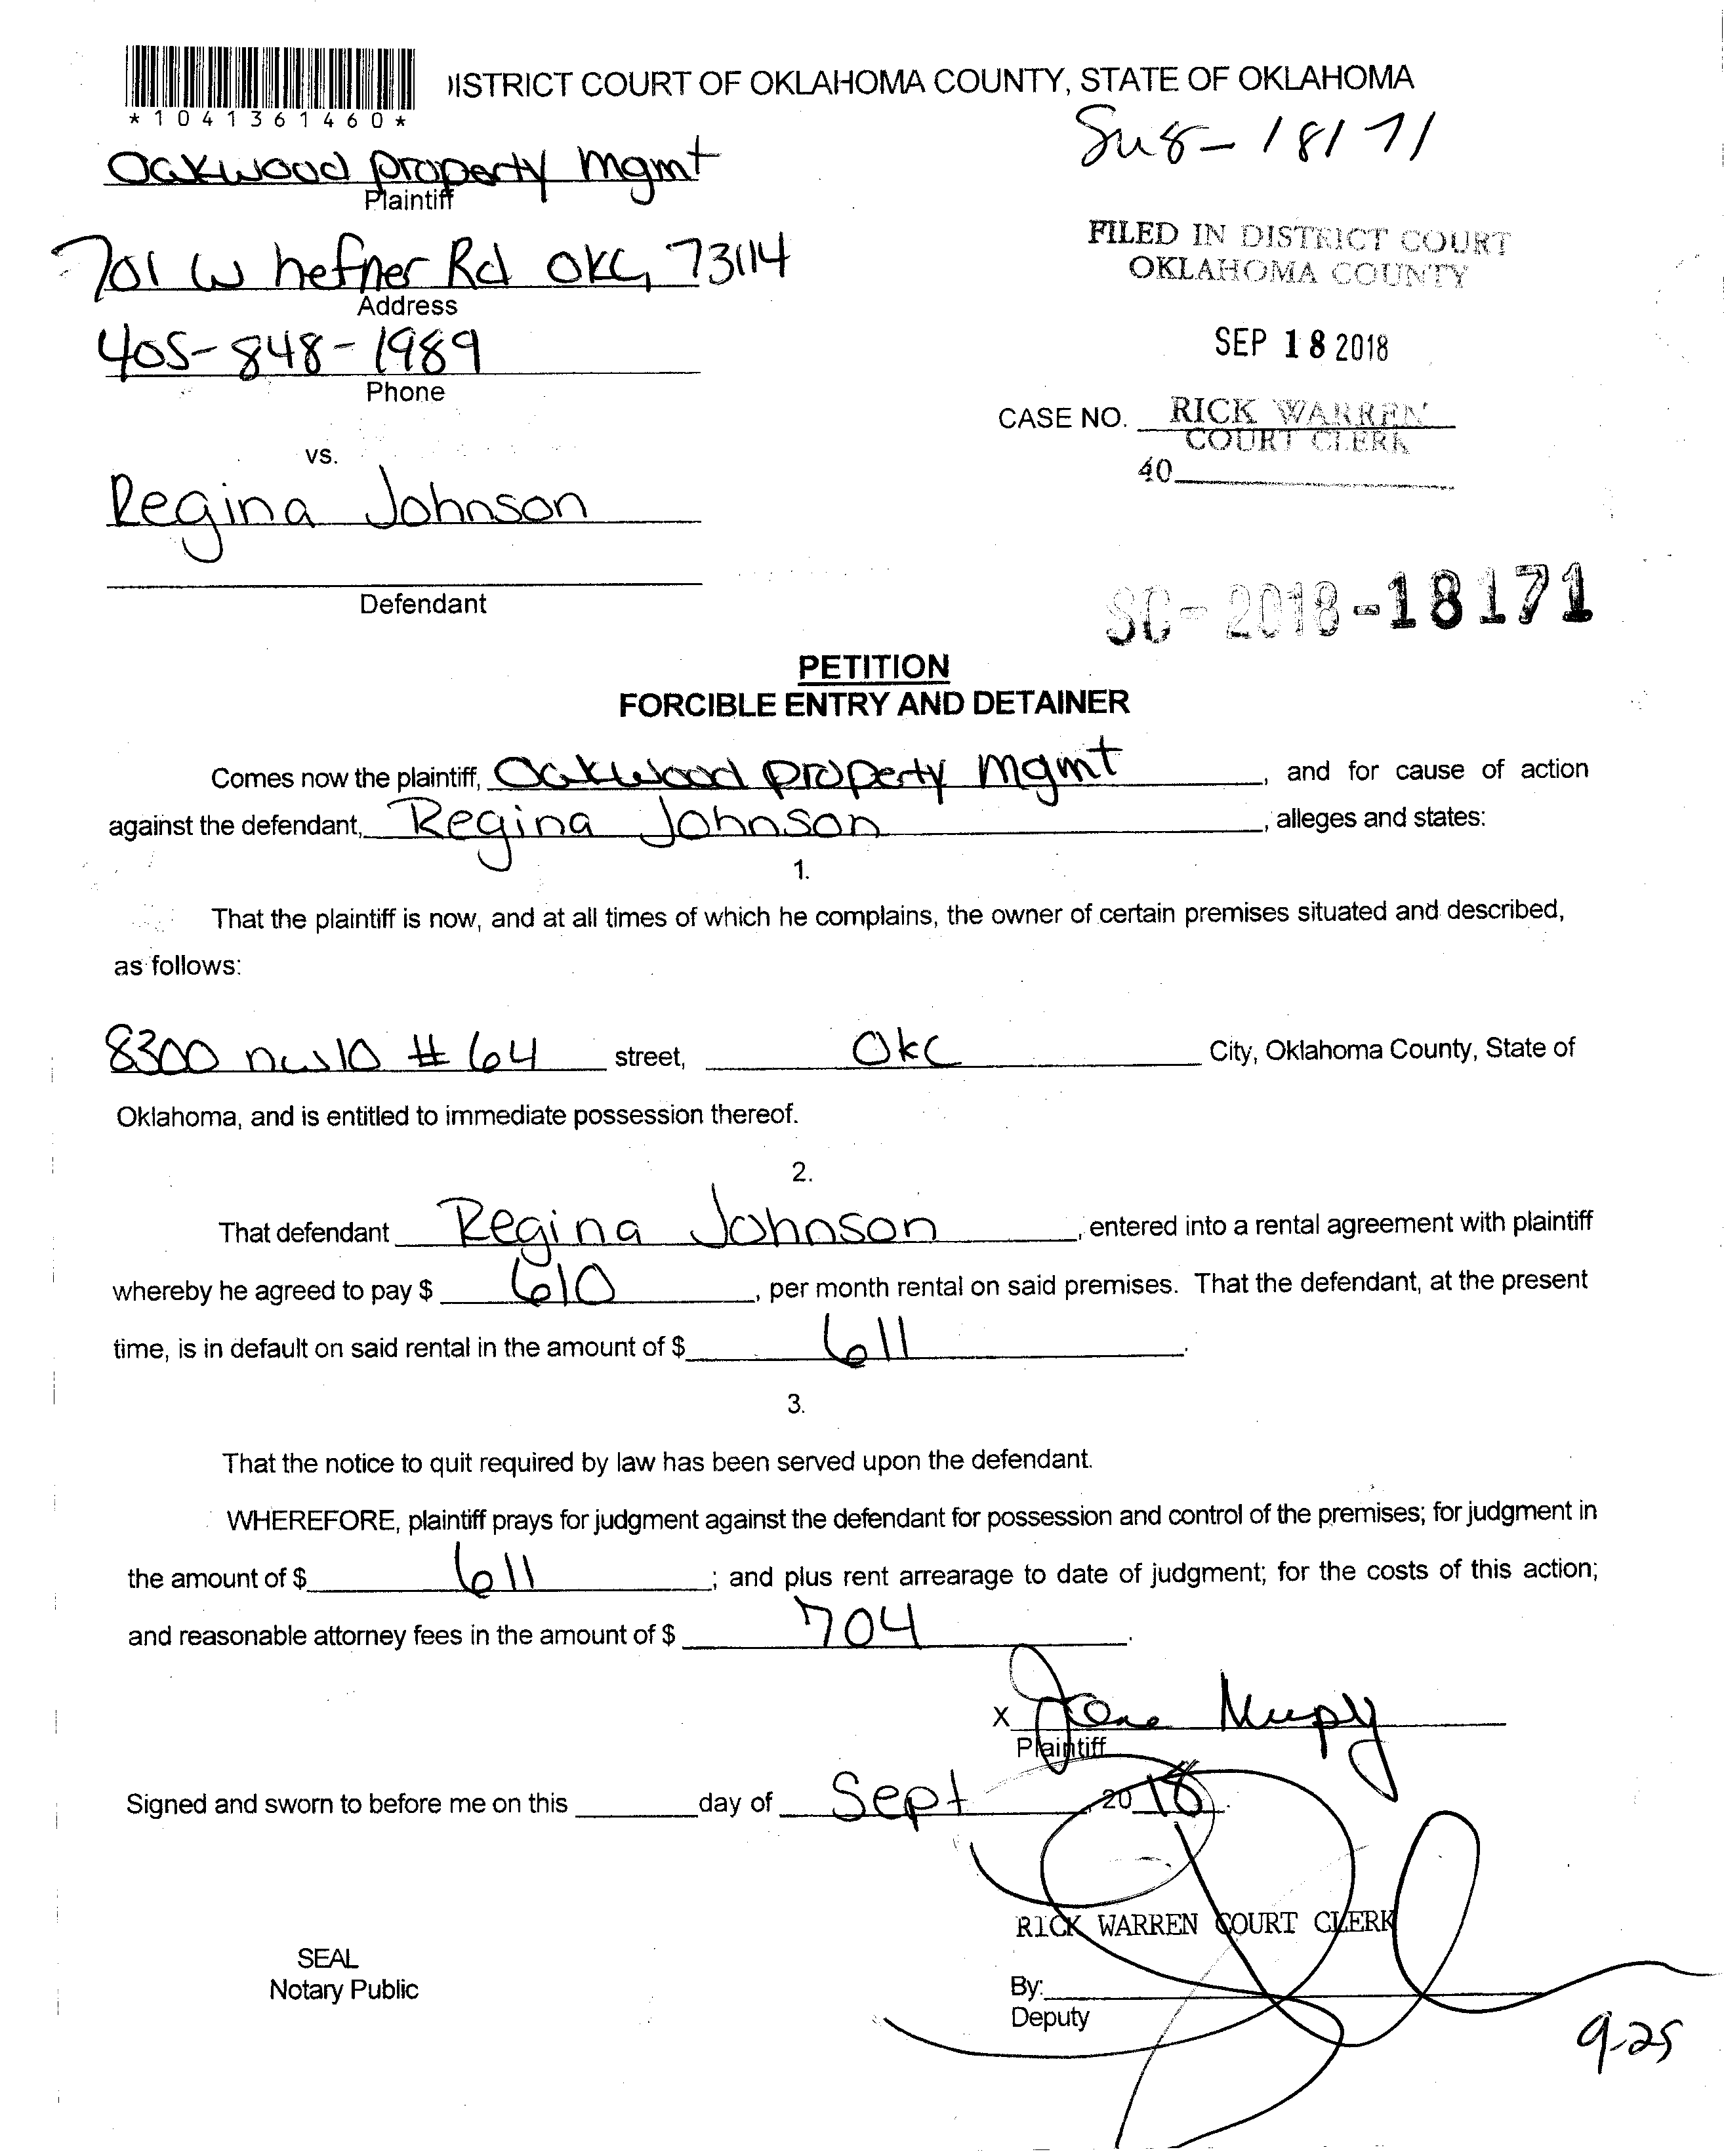 *1041361460*
DISTRICT COURT OF OKLAHOMA COUNTY, STATE OF OKLAHOMA
18171
Oakwood property mgmt
Plaintiff
701 W hefner Rd OKC, 73114
Address
FILED IN DISTRICT COURT
OKLAHOMA COUNTY
405-848-1989
Phone
SEP 18 2018
CASE NO. RICK WARREN
COURT CLERK
40
vs.
Regina Johnson
Defendant
SC-2018-18171
PETITION
FORCIBLE ENTRY AND DETAINER
Comes now the plaintiff, Oakwood property mgmt, and for cause of action
against the defendant, Regina Johnson, alleges and states:
1.
That the plaintiff is now, and at all times of which he complains, the owner of certain premises situated and described,
as follows:
8300 nw 10 # 64 street, OKC City, Oklahoma County, State of
Oklahoma, and is entitled to immediate possession thereof.
2.
That defendant Regina Johnson, entered into a rental agreement with plaintiff
whereby he agreed to pay $ 610, per month rental on said premises. That the defendant, at the present
time, is in default on said rental in the amount of $ 611.
3.
That the notice to quit required by law has been served upon the defendant.
WHEREFORE, plaintiff prays for judgment against the defendant for possession and control of the premises; for judgment in
the amount of $ 611; and plus rent arrearage to date of judgment; for the costs of this action;
and reasonable attorney fees in the amount of $ 704.
X
Plaintiff
Signed and sworn to before me on this day of Sept, 2018.
RICK WARREN COURT CLERK
SEAL
Notary Public
By:
Deputy
9-25